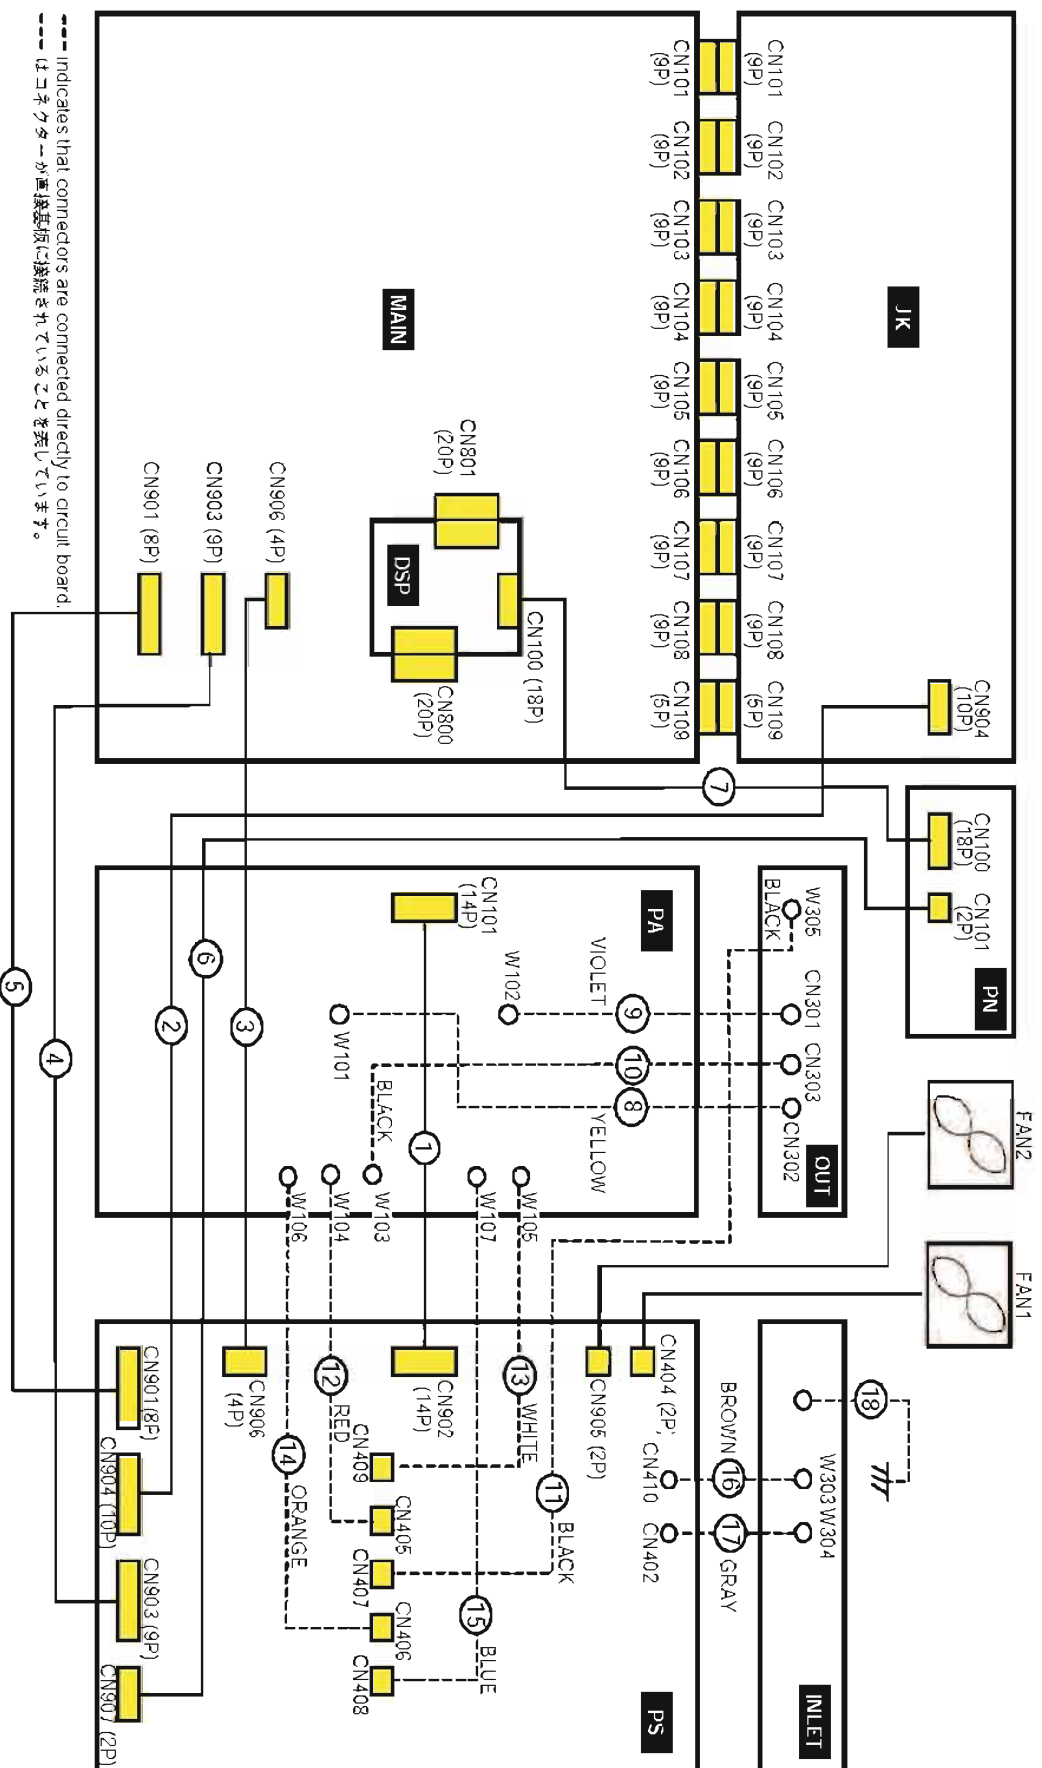 FAN2
FAN1
JK
CN904
(10P)
CN100
(18P)
CN101
(2P)
PN
CN101
(9P)
CN102
(9P)
CN103
(9P)
CN104
(9P)
CN105
(9P)
CN106
(9P)
CN107
(9P)
CN108
(9P)
CN109
(5P)
CN101
(9P)
CN102
(9P)
CN103
(9P)
CN104
(9P)
CN105
(9P)
CN106
(9P)
CN107
(9P)
CN108
(9P)
CN109
(5P)
7
W305
BLACK
CN301
CN303
CN302
OUT
18
W303
W304
INLET
BROWN
16
17
GRAY
MAIN
CN801
(20P)
DSP
CN100 (18P)
CN800
(20P)
CN906 (4P)
CN903 (9P)
CN901 (8P)
PA
CN101
(14P)
VIOLET
9
10
8
YELLOW
W102
W101
BLACK
1
W105
W107
W103
W104
W106
CN404 (2P)
CN905 (2P)
CN410
CN402
PS
CN902
(14P)
13
WHITE
11
BLACK
15
BLUE
12
RED
14
ORANGE
CN409
CN405
CN407
CN406
CN408
CN906
(4P)
3
6
2
4
5
CN901(8P)
CN904 (10P)
CN903 (9P)
CN907 (2P)
indicates that connectors are connected directly to circuit board.
はコネクターが直接基板に接続されていることを表しています。